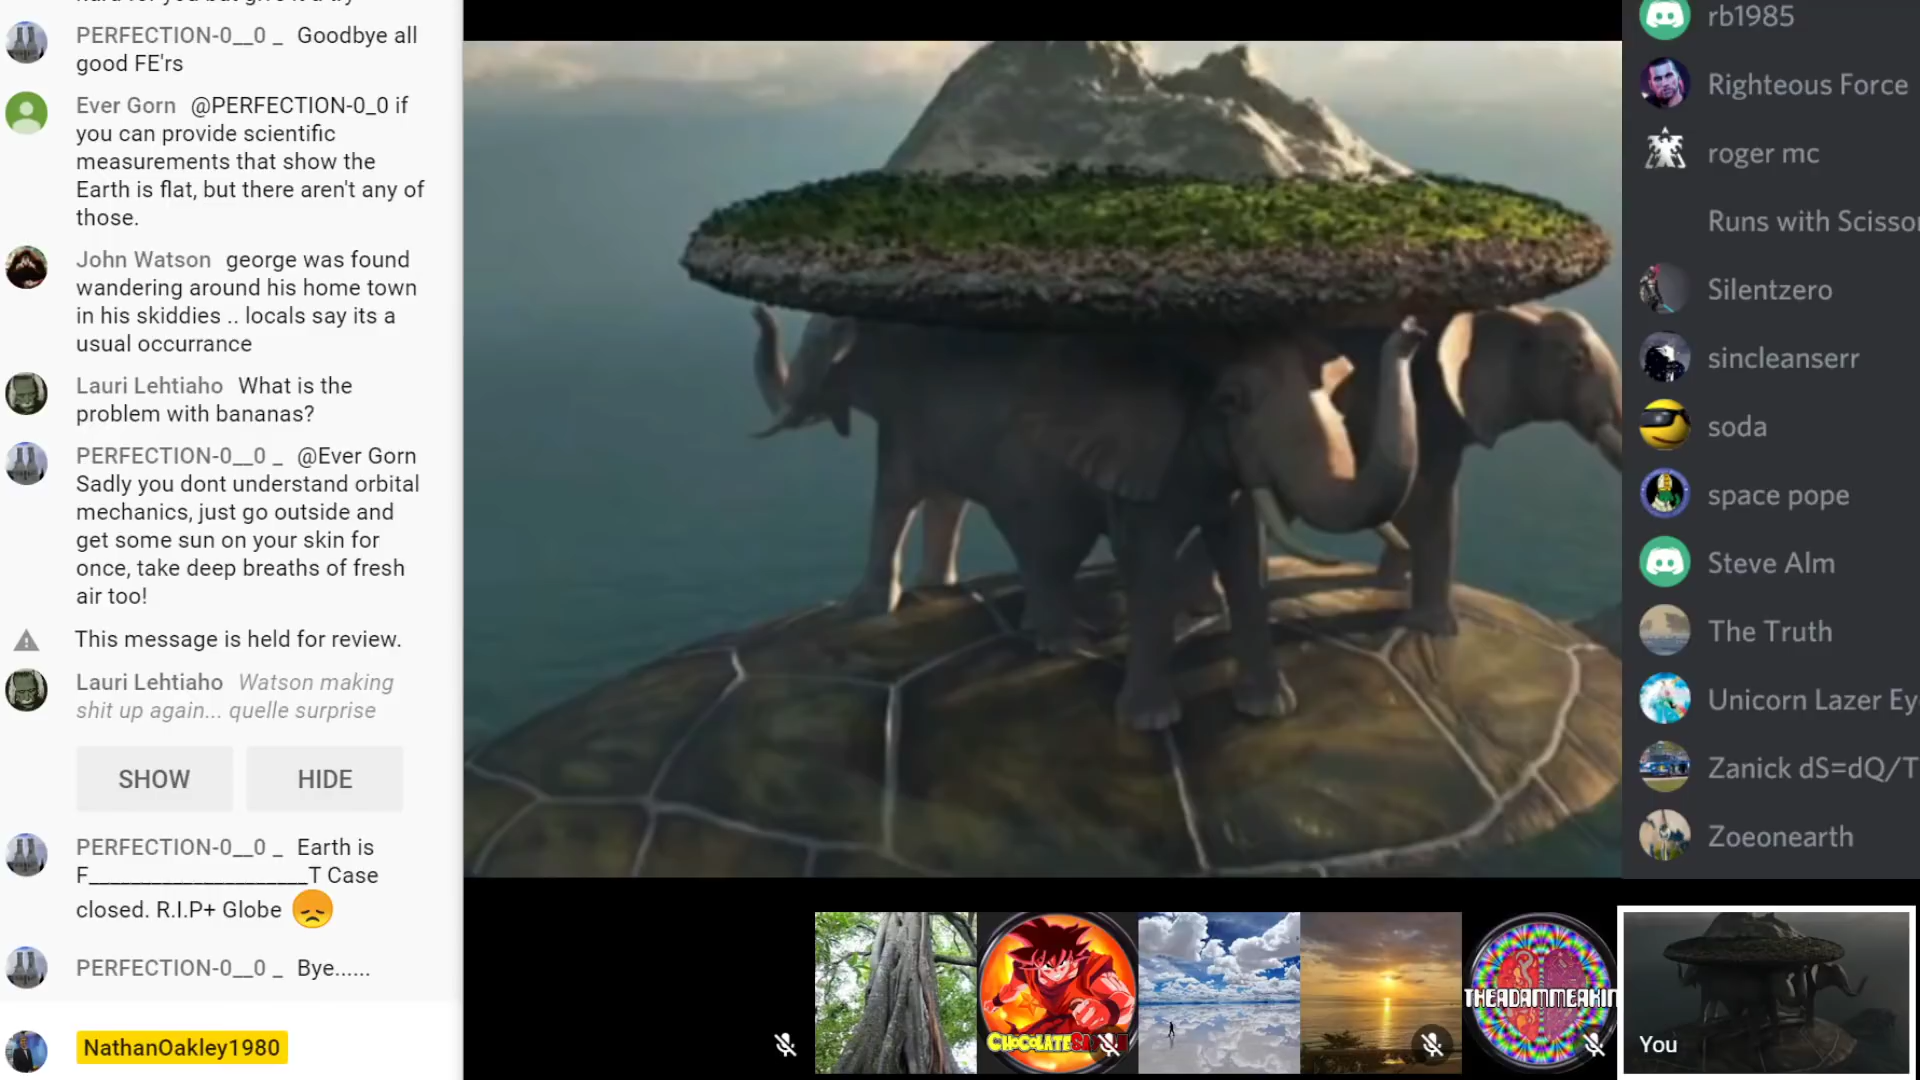 PERFECTION-0__0 _ Goodbye all
good FE'rs
Ever Gorn @PERFECTION-0_0 if
you can provide scientific
measurements that show the
Earth is flat, but there aren't any of
those.
John Watson george was found
wandering around his home town
in his skiddies .. locals say its a
usual occurrance
Lauri Lehtiaho What is the
problem with bananas?
PERFECTION-0__0 _ @Ever Gorn
Sadly you dont understand orbital
mechanics, just go outside and
get some sun on your skin for
once, take deep breaths of fresh
air too!
This message is held for review.
Lauri Lehtiaho Watson making
shit up again... quelle surprise
SHOW HIDE
PERFECTION-0__0 _ Earth is
F_____________________T Case
closed. R.I.P+ Globe
PERFECTION-0__0 _ Bye......
NathanOakley1980
rb1985
Righteous Force
roger mc
Runs with Scissor
Silentzero
sincleanserr
soda
space pope
Steve Alm
The Truth
Unicorn Lazer Ey
Zanick dS=dQ/T
Zoeonearth
THEADAMMEAKIN
You